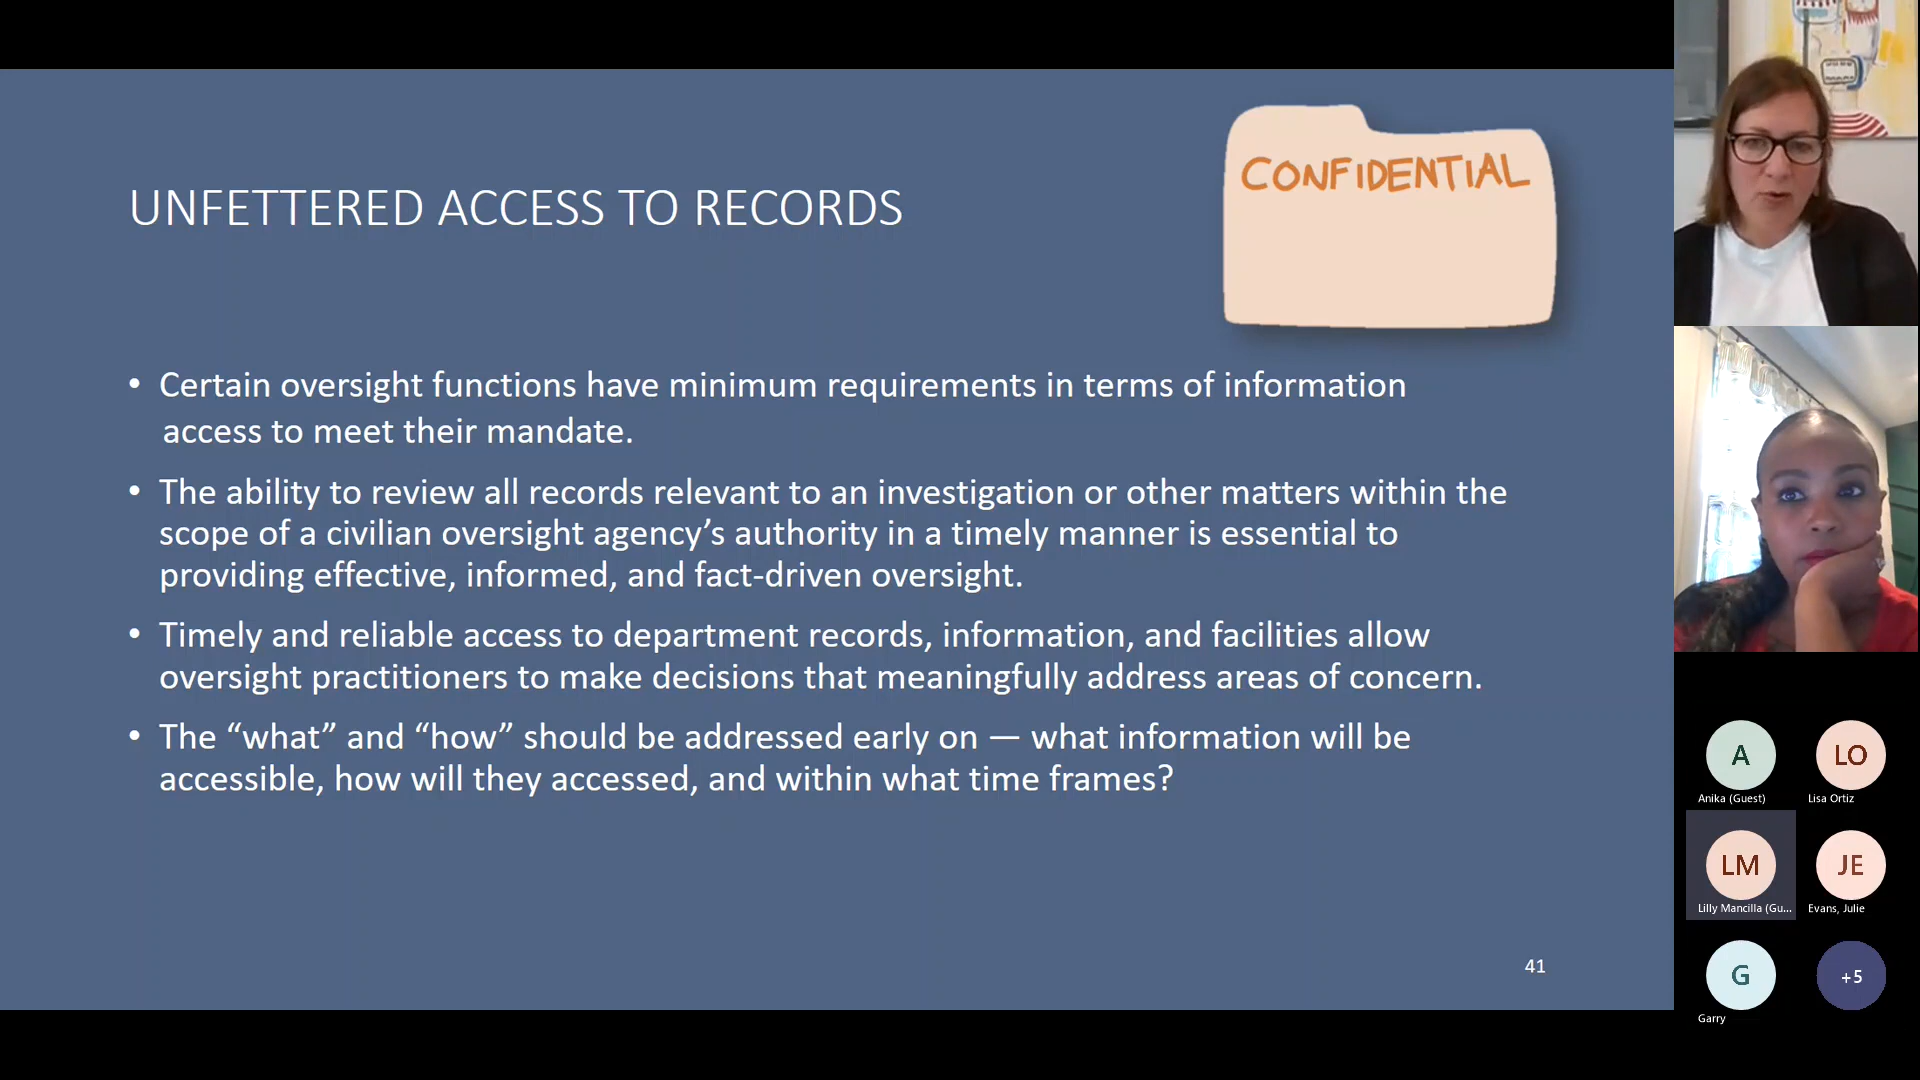 CONFIDENTIAL
UNFETTERED ACCESS TO RECORDS
• Certain oversight functions have minimum requirements in terms of information
access to meet their mandate.
• The ability to review all records relevant to an investigation or other matters within the
scope of a civilian oversight agency’s authority in a timely manner is essential to
providing effective, informed, and fact-driven oversight.
• Timely and reliable access to department records, information, and facilities allow
oversight practitioners to make decisions that meaningfully address areas of concern.
• The “what” and “how” should be addressed early on — what information will be
accessible, how will they accessed, and within what time frames?
41
A
Anika (Guest)
LO
Lisa Ortiz
LM
Lilly Mancilla (Gu...
JE
Evans, Julie
G
Garry
+5